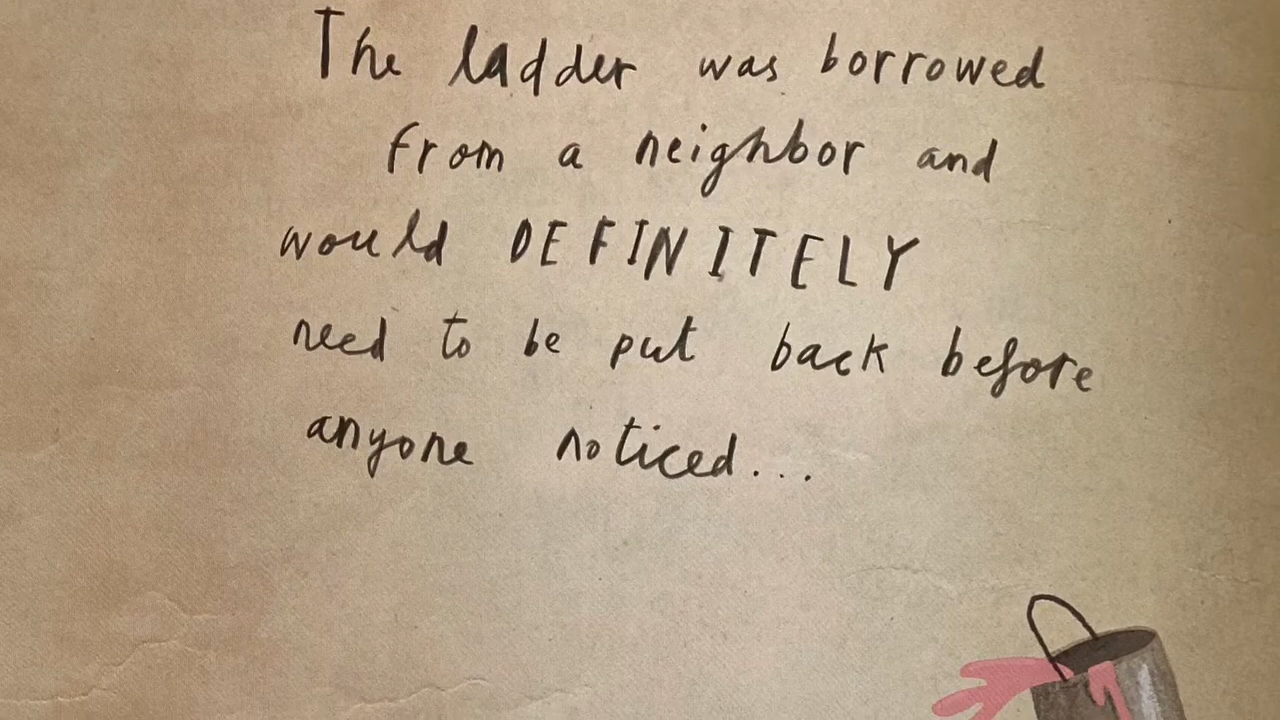 The ladder was borrowed
from a neighbor and
would DEFINITELY
need to be put back before
anyone noticed...